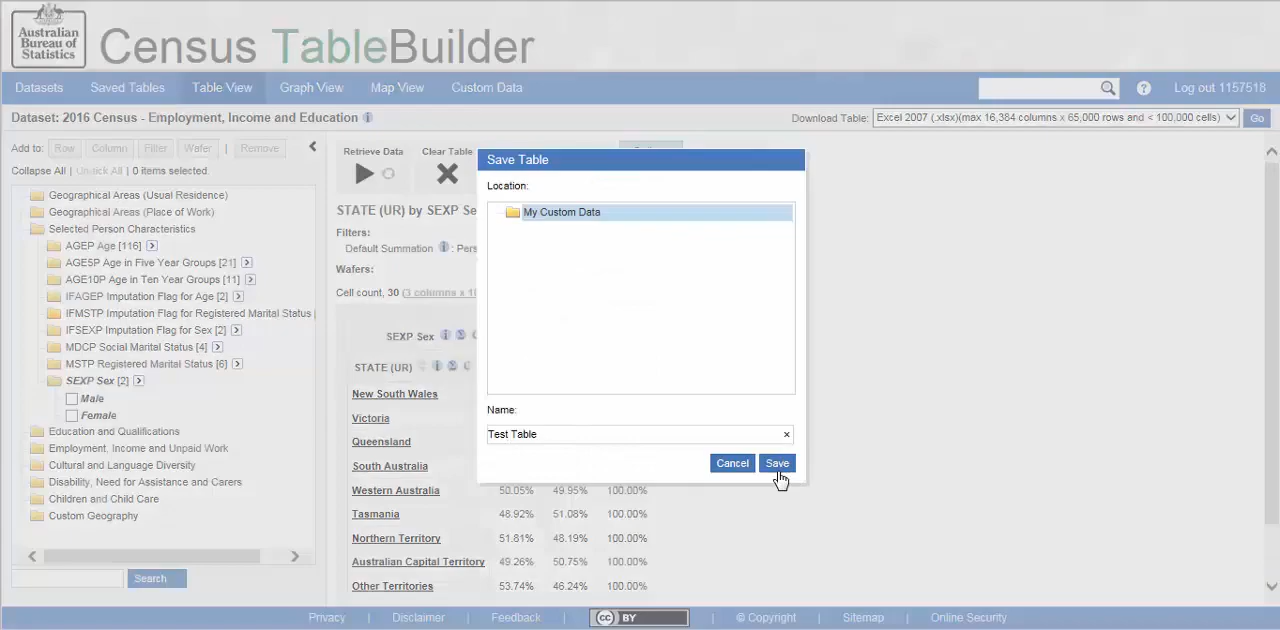 Australian
Bureau of
Statistics
Census TableBuilder
Datasets Saved Tables Table View Graph View Map View Custom Data Log out 1157518
Dataset: 2016 Census - Employment, Income and Education
Download Table: Excel 2007 (.xlsx)(max 16,384 columns x 65,000 rows and < 100,000 cells) Go
Add to: Row Column Filter Wafer | Remove
Collapse All | Un-tick All | 0 items selected.
Geographical Areas (Usual Residence)
Geographical Areas (Place of Work)
Selected Person Characteristics
AGEP Age [116]
AGE5P Age in Five Year Groups [21]
AGE10P Age in Ten Year Groups [11]
IFAGEP Imputation Flag for Age [2]
IFMSTP Imputation Flag for Registered Marital Status
IFSEXP Imputation Flag for Sex [2]
MDCP Social Marital Status [4]
MSTP Registered Marital Status [6]
SEXP Sex [2]
Male
Female
Education and Qualifications
Employment, Income and Unpaid Work
Cultural and Language Diversity
Disability, Need for Assistance and Carers
Children and Child Care
Custom Geography
Search
Retrieve Data Clear Table
STATE (UR) by SEXP Se
Filters:
Default Summation : Pers
Wafers:
Cell count, 30 (3 columns x 1
SEXP Sex
STATE (UR)
New South Wales
Victoria
Queensland
South Australia
Western Australia 50.05% 49.95% 100.00%
Tasmania 48.92% 51.08% 100.00%
Northern Territory 51.81% 48.19% 100.00%
Australian Capital Territory 49.26% 50.75% 100.00%
Other Territories 53.74% 46.24% 100.00%
Save Table
Location:
My Custom Data
Name:
Test Table ×
Cancel Save
Privacy | Disclaimer | Feedback | cc BY | © Copyright | Sitemap | Online Security